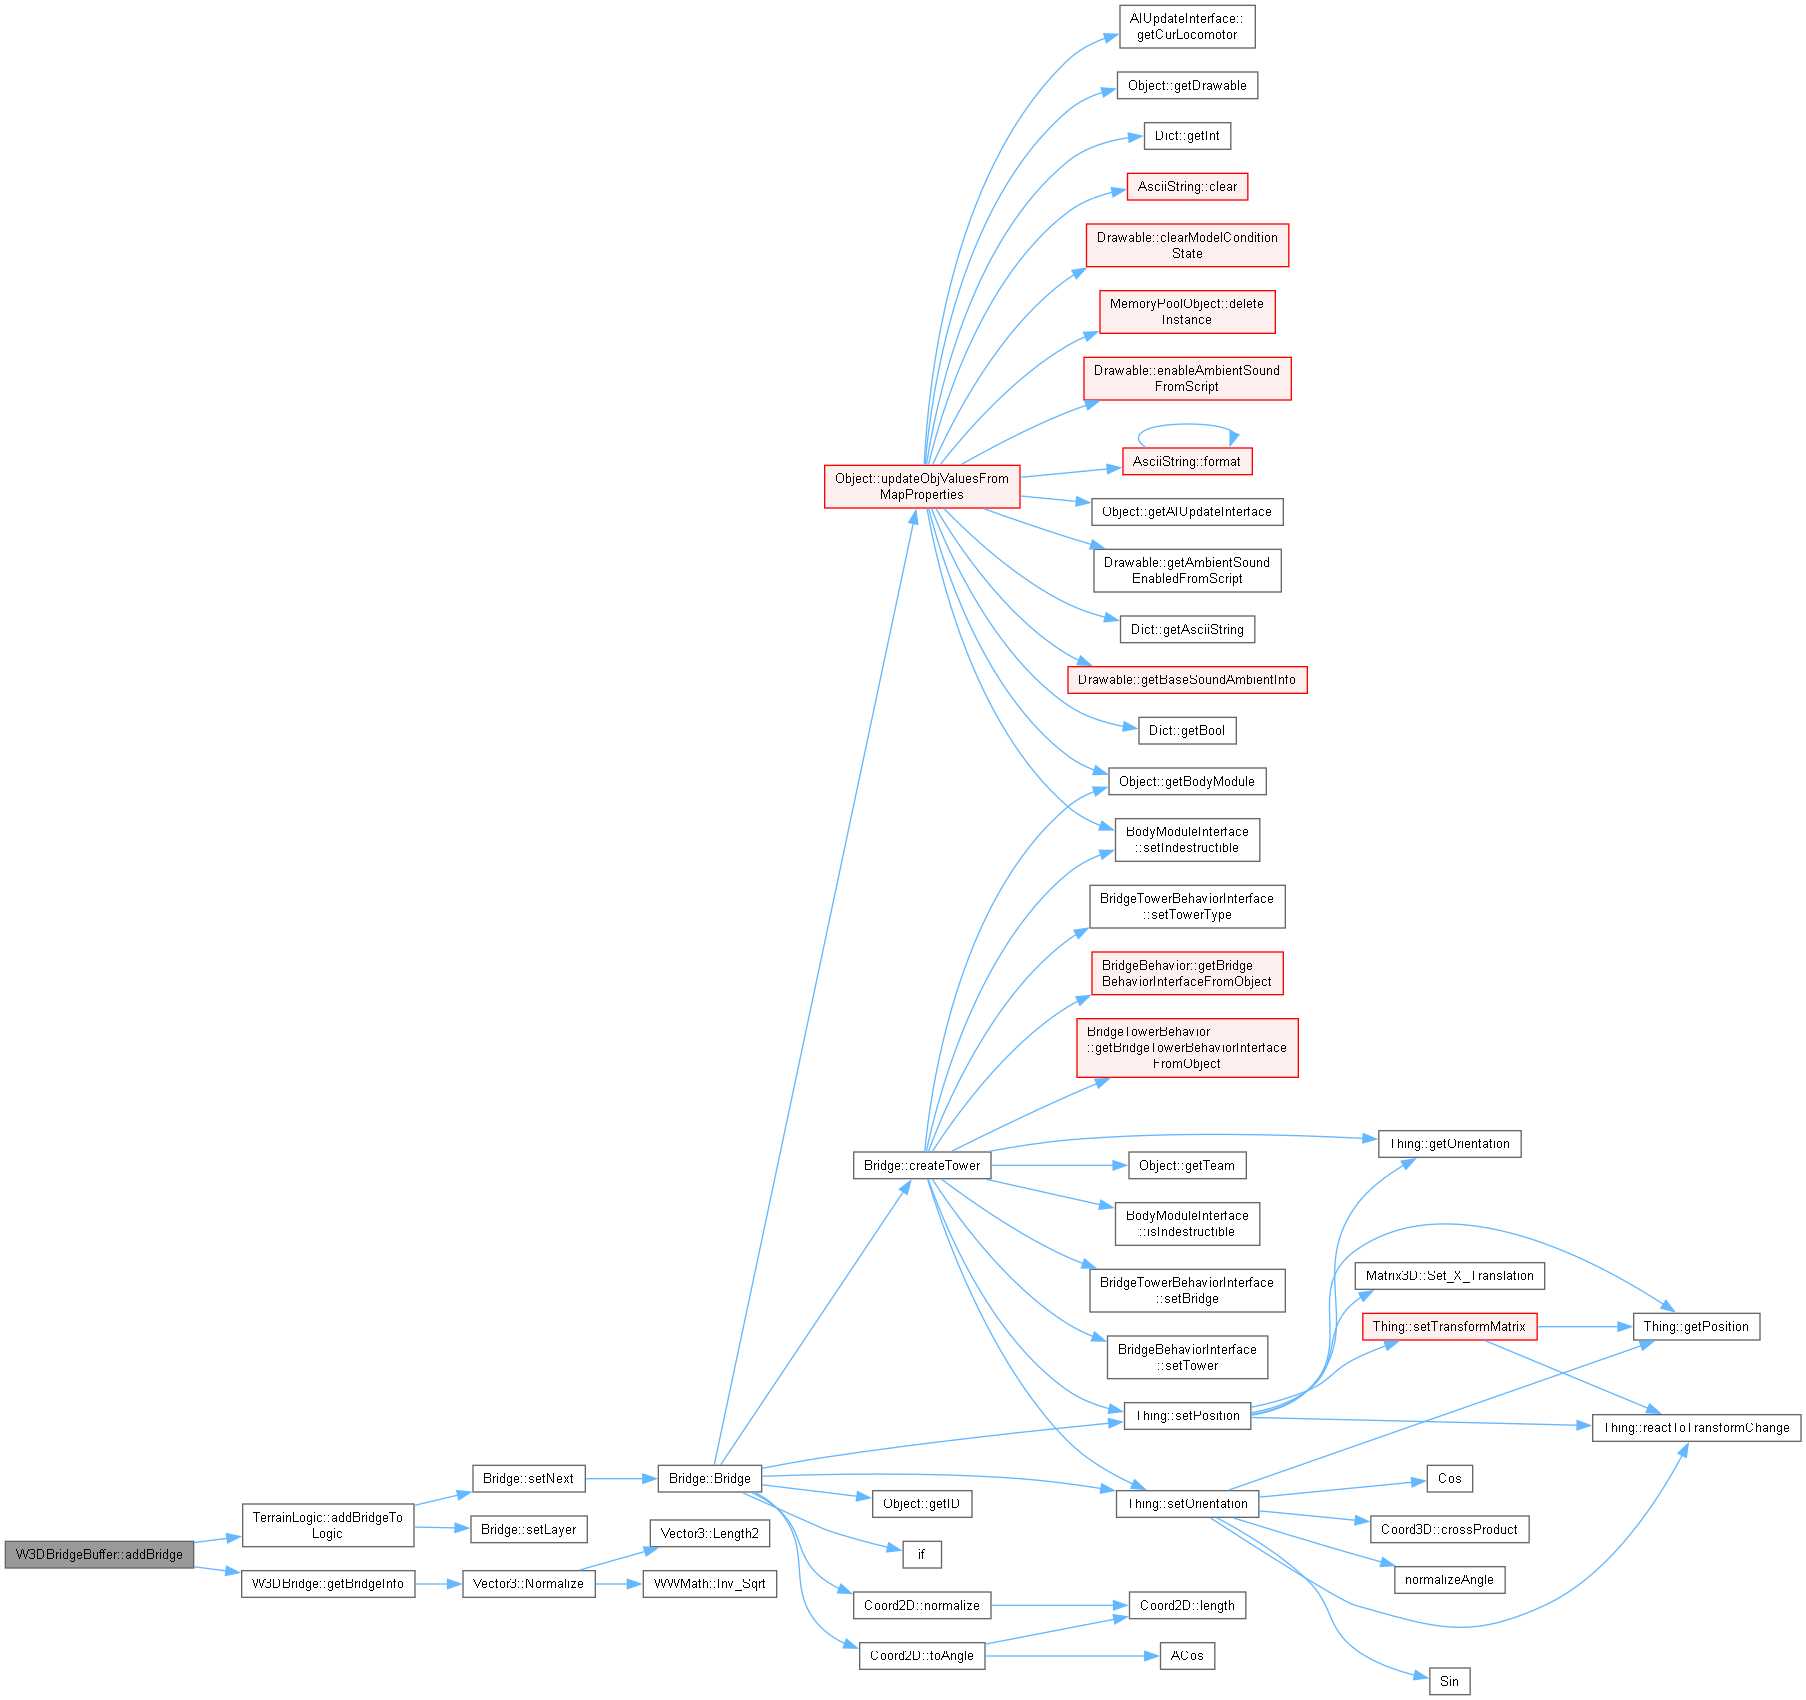 AIUpdateInterface::
getCurLocomotor
Object::getDrawable
Dict::getInt
AsciiString::clear
Drawable::clearModelCondition
State
MemoryPoolObject::delete
Instance
Drawable::enableAmbientSound
FromScript
AsciiString::format
Object::updateObjValuesFrom
MapProperties
Object::getAIUpdateInterface
Drawable::getAmbientSound
EnabledFromScript
Dict::getAsciiString
Drawable::getBaseSoundAmbientInfo
Dict::getBool
Object::getBodyModule
BodyModuleInterface
::setIndestructible
BridgeTowerBehaviorInterface
::setTowerType
BridgeBehavior::getBridge
BehaviorInterfaceFromObject
BridgeTowerBehavior
::getBridgeTowerBehaviorInterface
FromObject
Thing::getOrientation
Bridge::createTower
Object::getTeam
BodyModuleInterface
::isIndestructible
BridgeTowerBehaviorInterface
::setBridge
Matrix3D::Set_X_Translation
Thing::setTransformMatrix
Thing::getPosition
BridgeBehaviorInterface
::setTower
Thing::setPosition
Thing::reactToTransformChange
Bridge::setNext
Bridge::Bridge
Cos
Object::getID
Thing::setOrientation
TerrainLogic::addBridgeTo
Logic
Bridge::setLayer
Vector3::Length2
Coord3D::crossProduct
W3DBridgeBuffer::addBridge
if
W3DBridge::getBridgeInfo
Vector3::Normalize
WWMath::Inv_Sqrt
normalizeAngle
Coord2D::normalize
Coord2D::length
Coord2D::toAngle
ACos
Sin